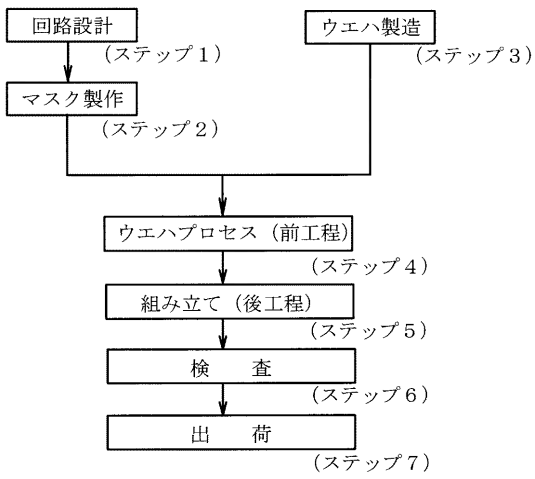 回路設計
(ステップ1)
ウエハ製造
(ステップ3)
マスク製作
(ステップ2)
ウエハプロセス(前工程)
(ステップ4)
組み立て(後工程)
(ステップ5)
検 査
(ステップ6)
出 荷
(ステップ7)